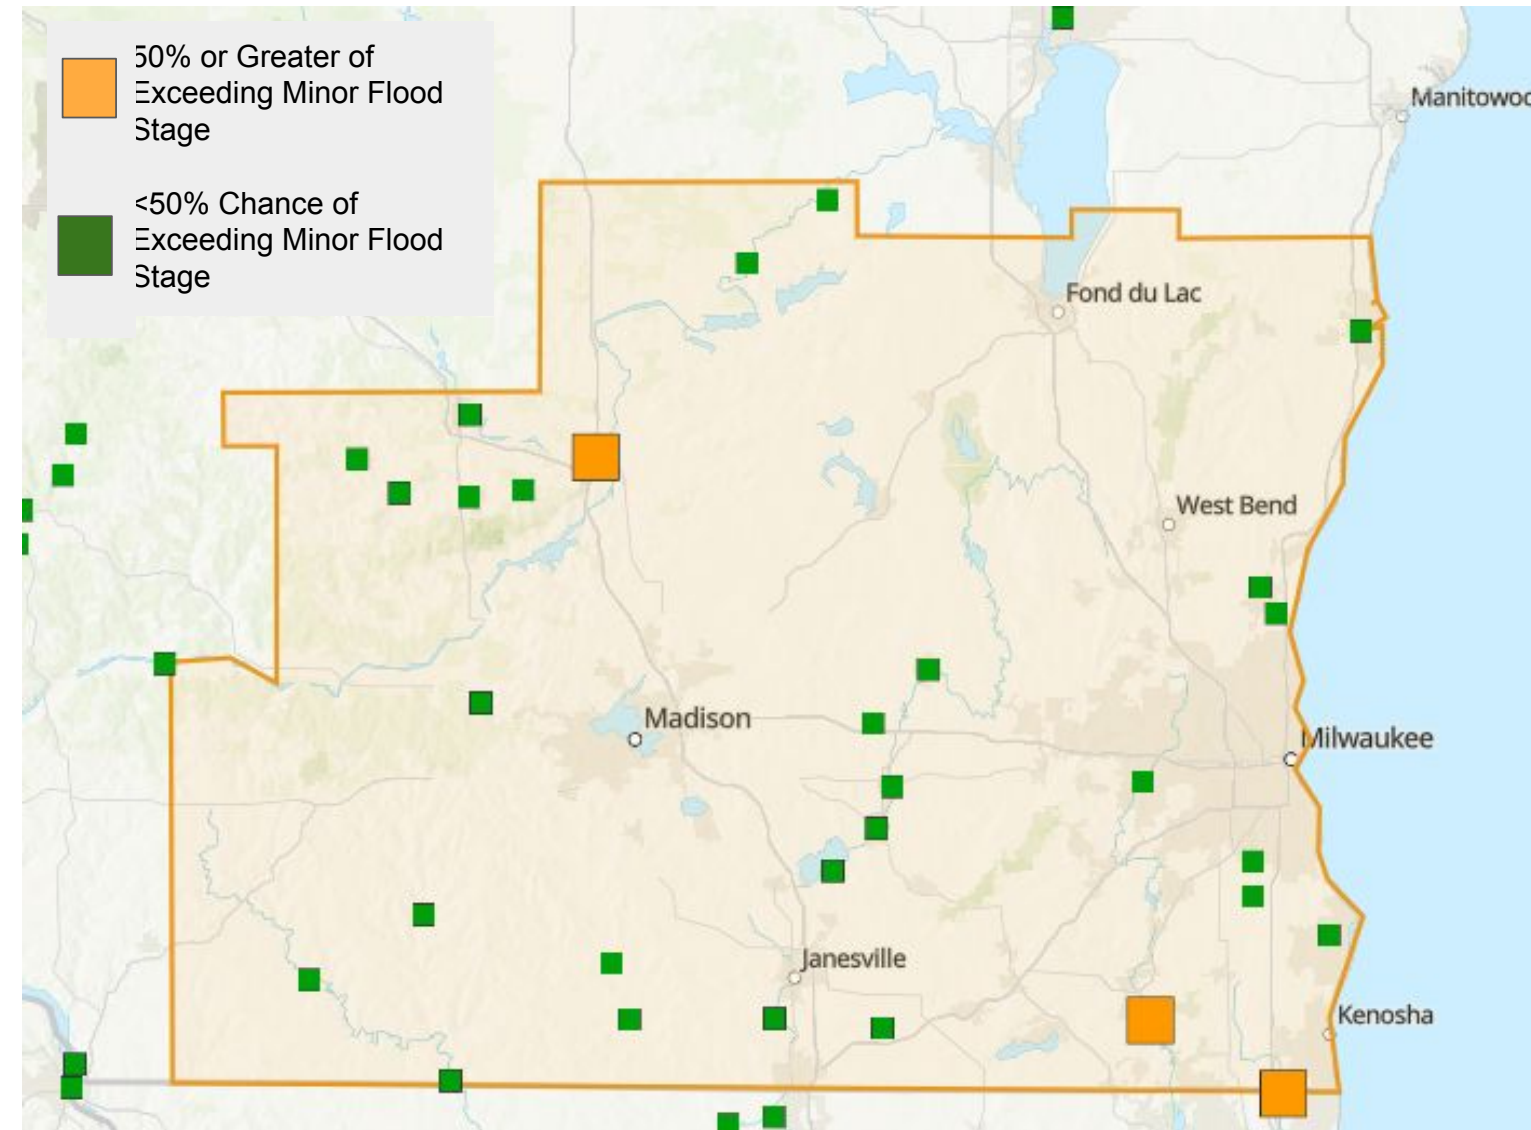 50% or Greater of
Exceeding Minor Flood
Stage
<50% Chance of
Exceeding Minor Flood
Stage
Manitowoc
Fond du Lac
West Bend
Madison
Milwaukee
Janesville
Kenosha